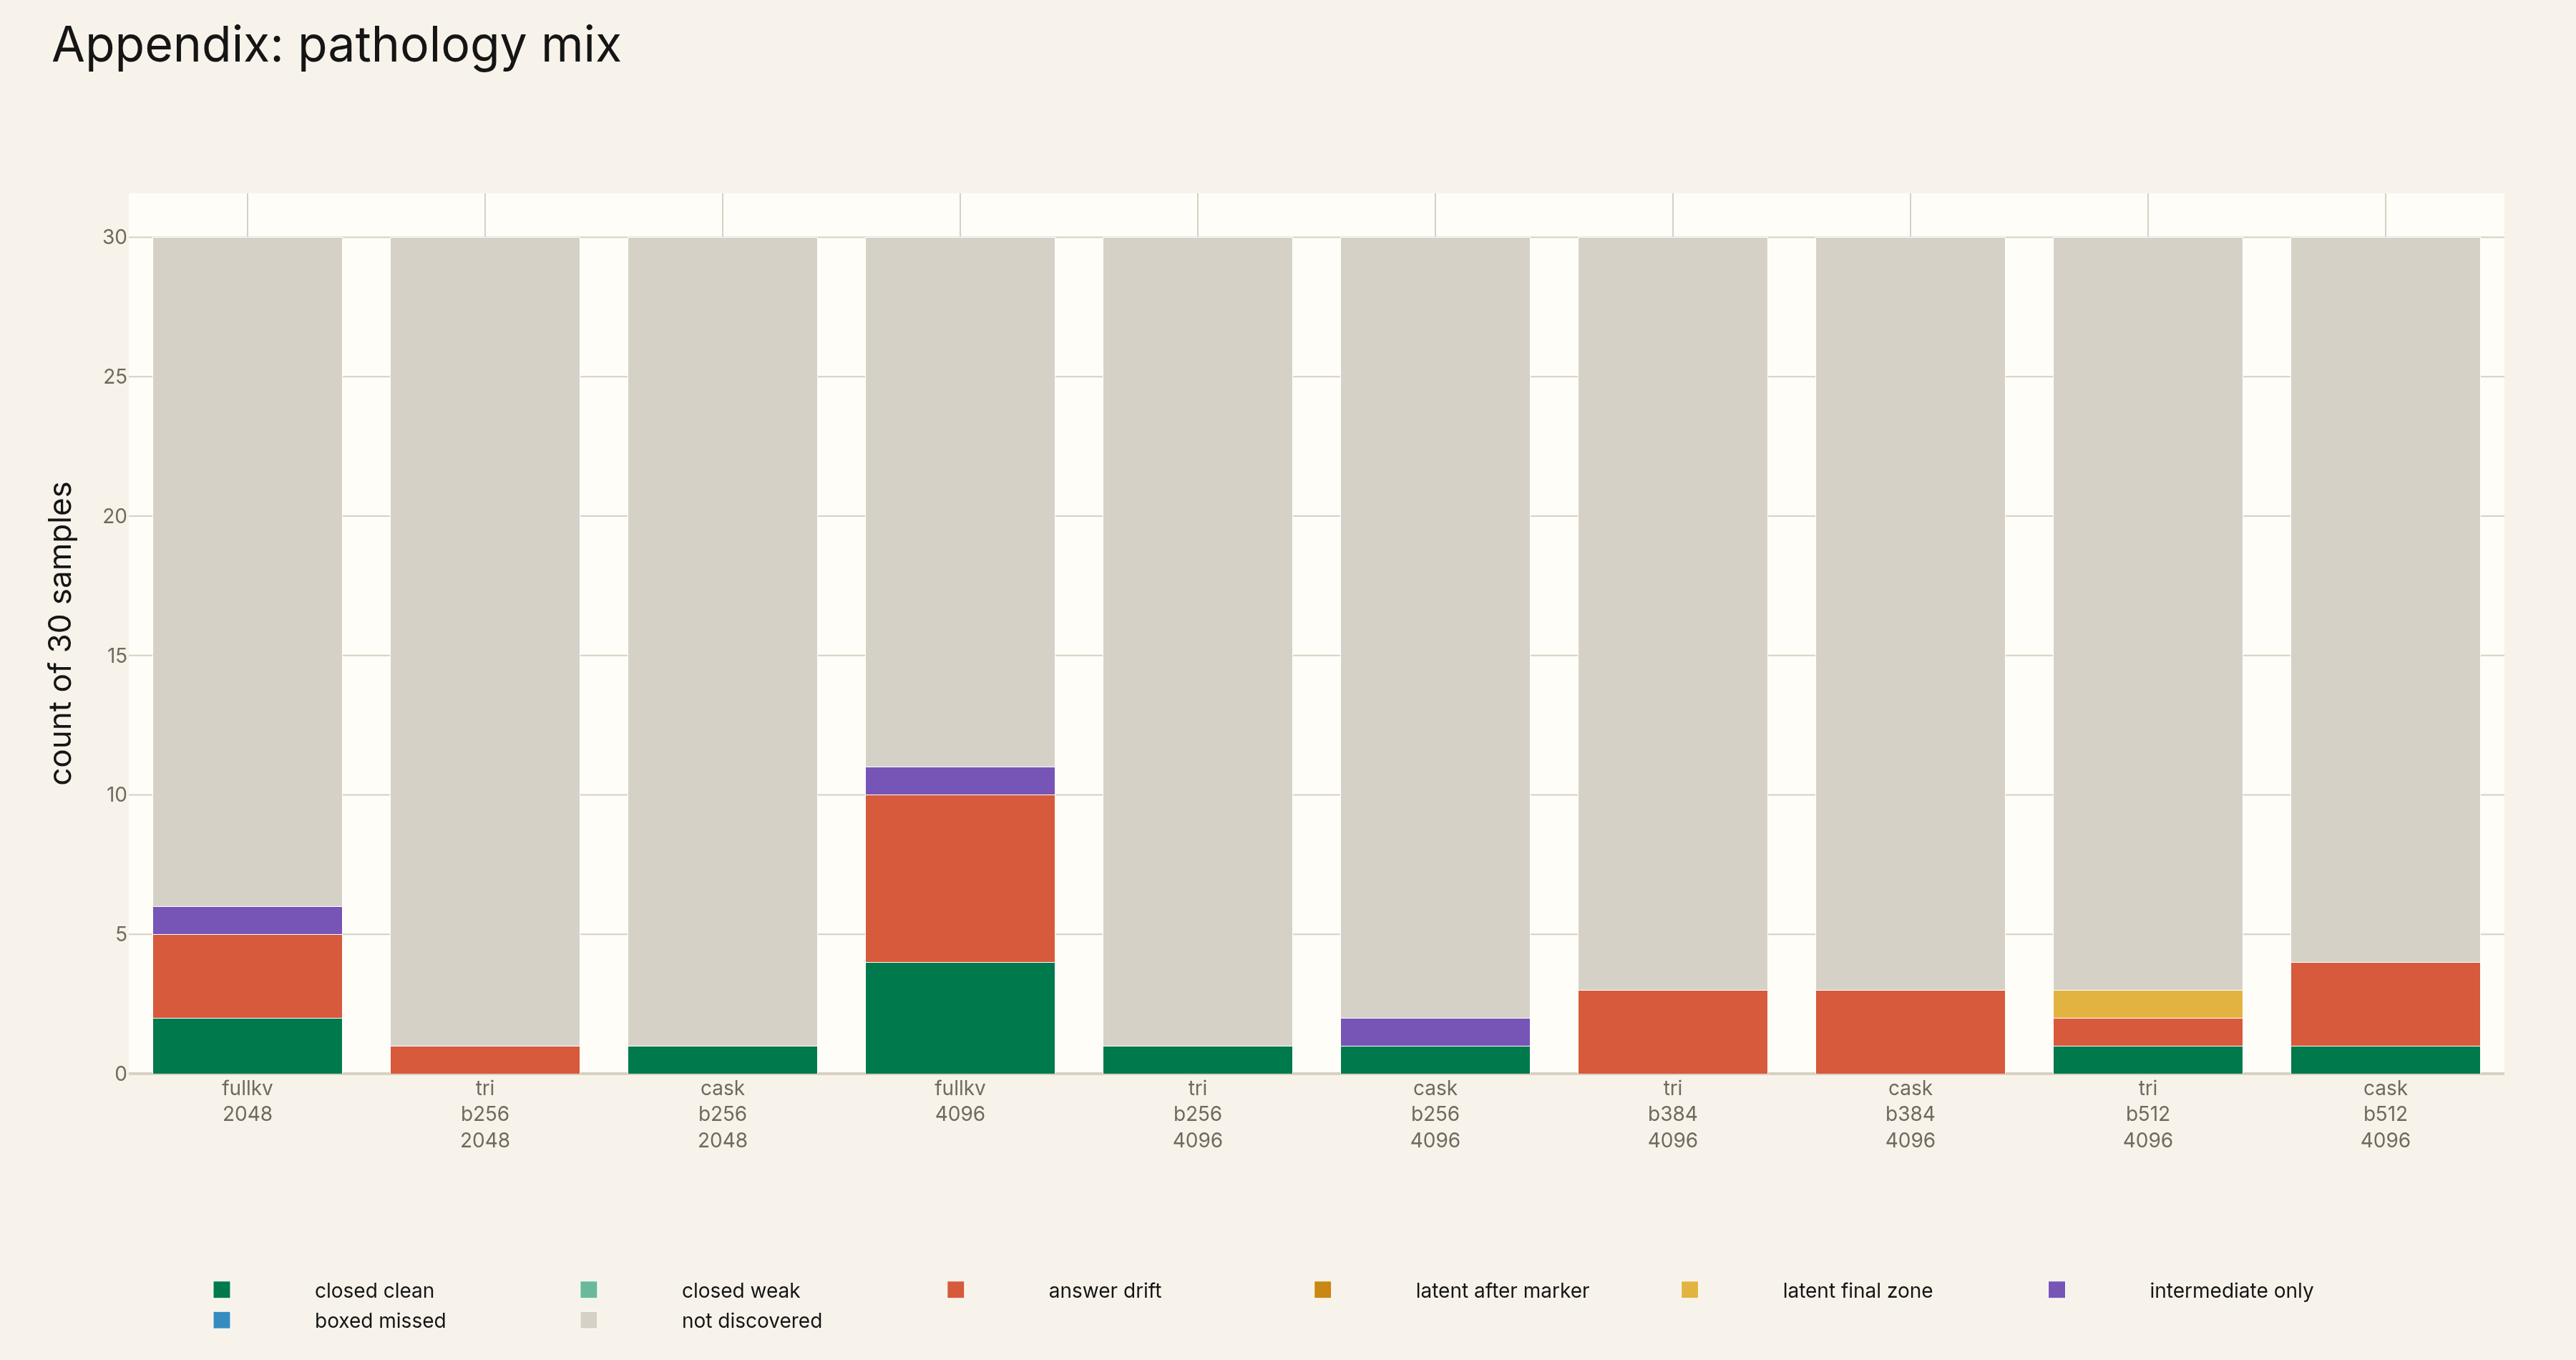 Appendix: pathology mix
count of 30 samples
30
25
20
15
10
5
0
fullkv
2048
tri
b256
2048
cask
b256
2048
fullkv
4096
tri
b256
4096
cask
b256
4096
tri
b384
4096
cask
b384
4096
tri
b512
4096
cask
b512
4096
closed clean
closed weak
answer drift
latent after marker
latent final zone
intermediate only
boxed missed
not discovered